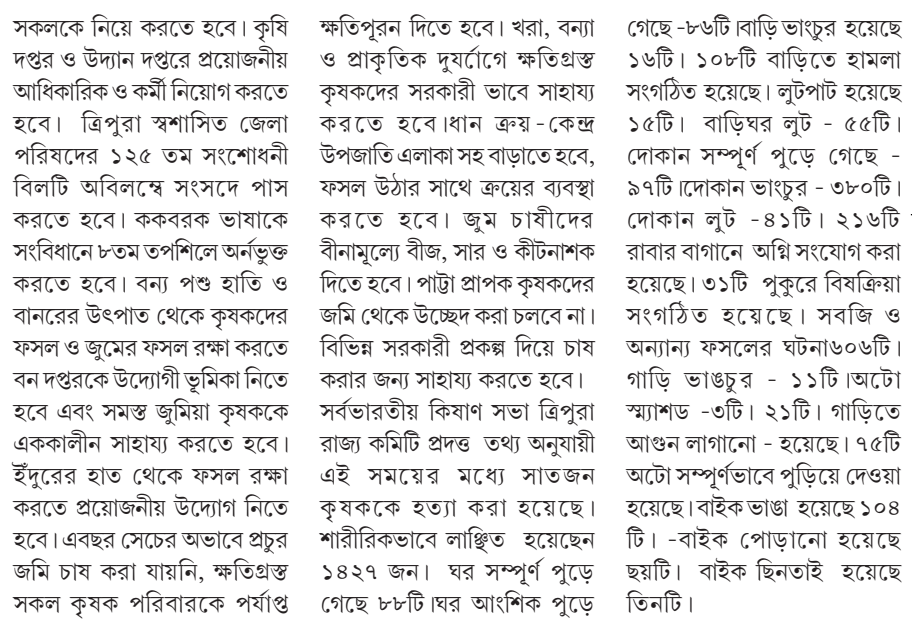 সকলকে নিয়ে করতে হবে। কৃষি
দপ্তর ও উদ্যান দপ্তরে প্রয়োজনীয়
আধিকারিক ও কর্মী নিয়োগ করতে
হবে। ত্রিপুরা স্বশাসিত জেলা
পরিষদের ১২৫ তম সংশোধনী
বিলটি অবিলম্বে সংসদে পাস
করতে হবে। ককবরক ভাষাকে
সংবিধানে ৮তম তপশিলে অর্ন্তভুক্ত
করতে হবে। বন্য পশু হাতি ও
বানরের উৎপাত থেকে কৃষকদের
ফসল ও জুমের ফসল রক্ষা করতে
বন দপ্তরকে উদ্যোগী ভূমিকা নিতে
হবে এবং সমস্ত জুমিয়া কৃষককে
এককালীন সাহায্য করতে হবে।
ইঁদুরের হাত থেকে ফসল রক্ষা
করতে প্রয়োজনীয় উদ্যোগ নিতে
হবে। এবছর সেচের অভাবে প্রচুর
জমি চাষ করা যায়নি, ক্ষতিগ্রস্ত
সকল কৃষক পরিবারকে পর্যাপ্ত
ক্ষতিপূরন দিতে হবে। খরা, বন্যা
ও প্রাকৃতিক দুযর্োগে ক্ষতিগ্রস্ত
কৃষকদের সরকারী ভাবে সাহায্য
করতে হবে।ধান ক্রয়-কেন্দ্র
উপজাতি এলাকা সহ বাড়াতে হবে,
ফসল উঠার সাথে ক্রয়ের ব্যবস্থা
করতে হবে। জুম চাষীদের
বীনামূল্যে বীজ, সার ও কীটনাশক
দিতে হবে। পাট্টা প্রাপক কৃষকদের
জমি থেকে উচ্ছেদ করা চলবে না।
বিভিন্ন সরকারী প্রকল্প দিয়ে চাষ
করার জন্য সাহায্য করতে হবে।
সর্বভারতীয় কিষাণ সভা ত্রিপুরা
রাজ্য কমিটি প্রদত্ত তথ্য অনুযায়ী
এই সময়ের মধ্যে সাতজন
কৃষককে হত্যা করা হয়েছে।
শারীরিকভাবে লাঞ্ছিত হয়েছেন
১৪২৭ জন। ঘর সম্পূর্ণ পুড়ে
গেছে ৮৮টি।ঘর আংশিক পুড়ে
গেছে -৮৬টি।বাড়ি ভাংচুর হয়েছে
১৬টি। ১০৮টি বাড়িতে হামলা
সংগঠিত হয়েছে। লুটপাট হয়েছে
১৫টি। বাড়িঘর লুট - ৫৫টি।
দোকান সম্পূর্ণ পুড়ে গেছে -
৯৭টি।দোকান ভাংচুর - ৩৮০টি।
দোকান লুট -৪১টি। ২১৬টি
রাবার বাগানে অগ্নি সংযোগ করা
হয়েছে। ৩১টি পুকুরে বিষক্রিয়া
সংগঠিত হয়েছে। সবজি ও
অন্যান্য ফসলের ঘটনা৬০৬টি।
গাড়ি ভাঙচুর - ১১টি।অটো
স্ম্যাশড -৩টি। ২১টি। গাড়িতে
আগুন লাগানো - হয়েছে। ৭৫টি
অটো সম্পূর্ণভাবে পুড়িয়ে দেওয়া
হয়েছে। বাইক ভাঙা হয়েছে ১০৪
টি। -বাইক পোড়ানো হয়েছে
ছয়টি। বাইক ছিনতাই হয়েছে
তিনটি।